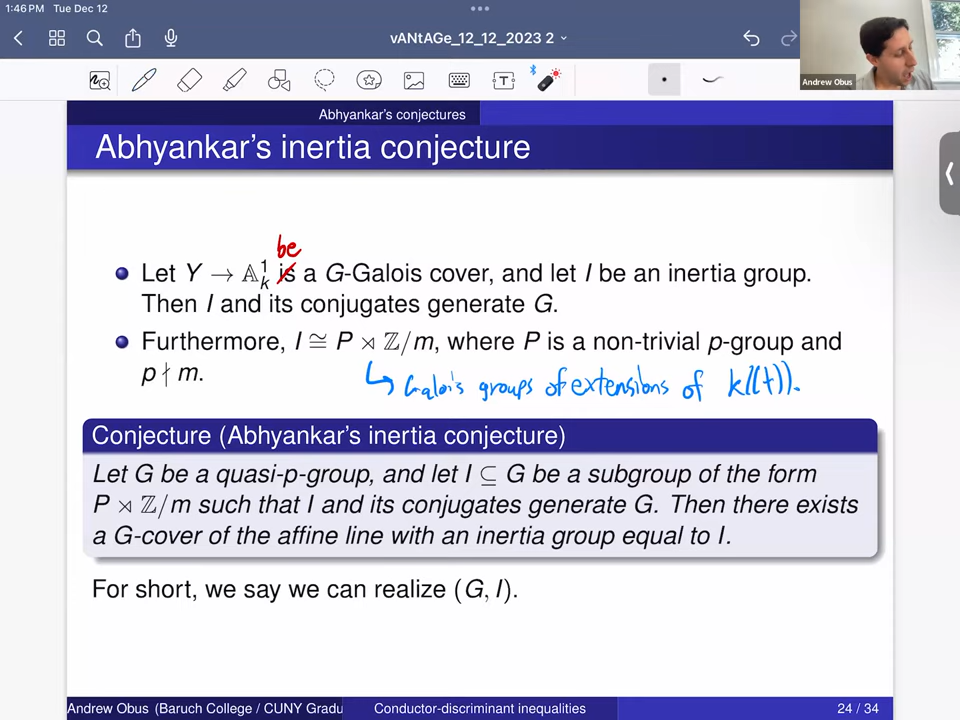 1:46 PM Tue Dec 12
vANtAGe_12_12_2023 2
Andrew Obus
Abhyankar's conjectures
Abhyankar's inertia conjecture
be
Let Y → 𝔸¹ₖ is a G-Galois cover, and let I be an inertia group.
Then I and its conjugates generate G.
Furthermore, I ≅ P ⋊ ℤ/m, where P is a non-trivial p-group and
p ∤ m.
↳ Galois groups of extensions of k((t)).
Conjecture (Abhyankar's inertia conjecture)
Let G be a quasi-p-group, and let I ⊆ G be a subgroup of the form
P ⋊ ℤ/m such that I and its conjugates generate G. Then there exists
a G-cover of the affine line with an inertia group equal to I.
For short, we say we can realize (G, I).
Andrew Obus (Baruch College / CUNY Gradu
Conductor-discriminant inequalities
24 / 34